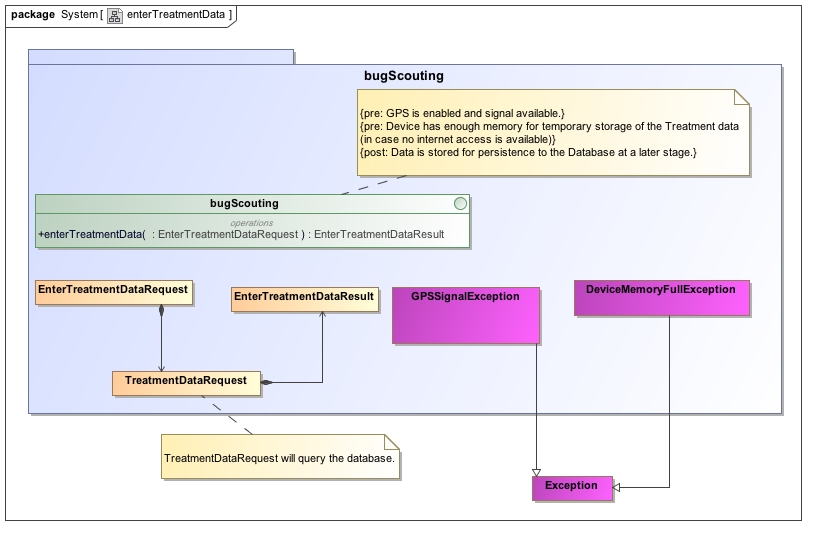 package System[ enterTreatmentData ]
bugScouting
{pre: GPS is enabled and signal available.}
{pre: Device has enough memory for temporary storage of the Treatment data
(in case no internet access is available)}
{post: Data is stored for persistence to the Database at a later stage.}
bugScouting
operations
+enterTreatmentData( : EnterTreatmentDataRequest ) : EnterTreatmentDataResult
EnterTreatmentDataRequest
EnterTreatmentDataResult
GPSSignalException
DeviceMemoryFullException
TreatmentDataRequest
TreatmentDataRequest will query the database.
Exception